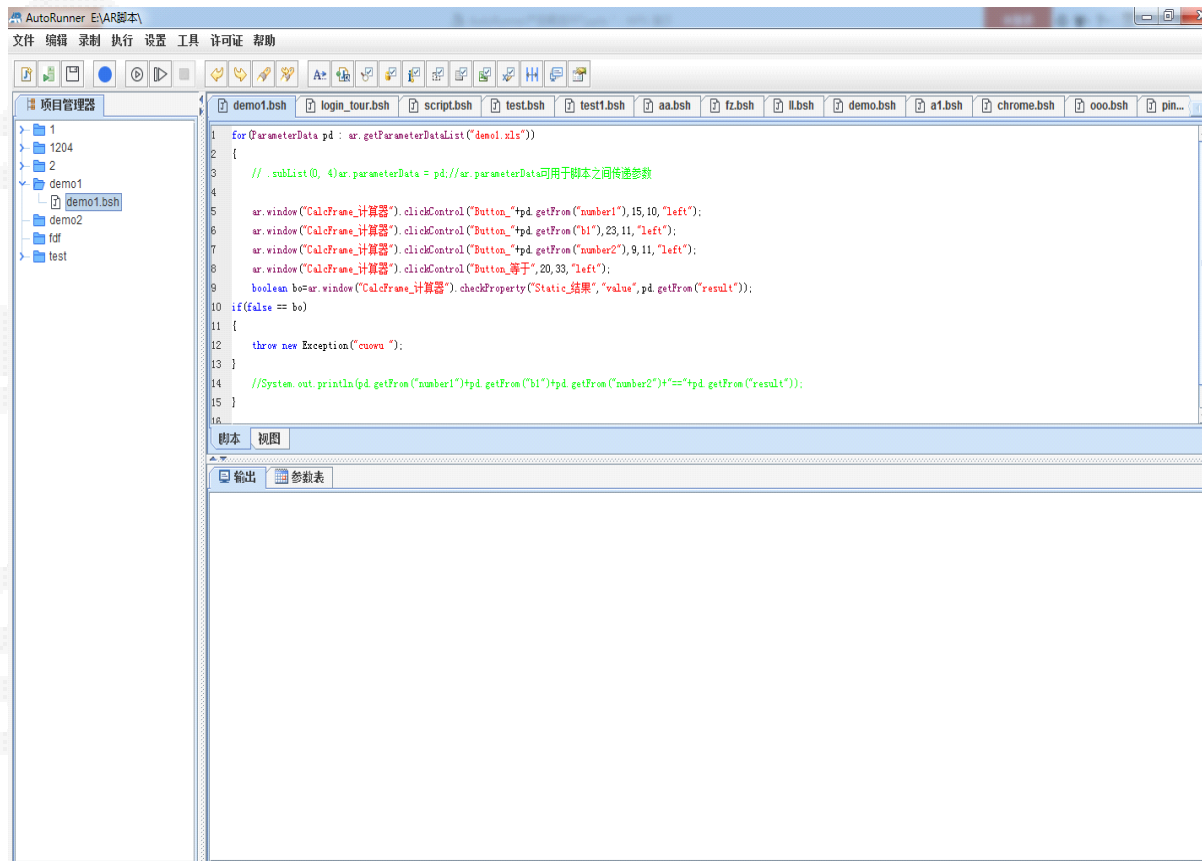 AutoRunner E:\AR脚本\
文件 编辑 录制 执行 设置 工具 许可证 帮助
项目管理器
1
1204
2
demo1
demo1.bsh
demo2
fdf
test
demo1.bsh login_tour.bsh script.bsh test.bsh test1.bsh aa.bsh fz.bsh ll.bsh demo.bsh a1.bsh chrome.bsh ooo.bsh pin...
1 for(ParameterData pd : ar.getParameterDataList("demo1.xls"))
2 {
3 // .subList(0, 4)ar.parameterData = pd;//ar.parameterData可用于脚本之间传递参数
4
5 ar.window("CalcFrame_计算器").clickControl("Button_"+pd.getFrom("number1"),15,10,"left");
6 ar.window("CalcFrame_计算器").clickControl("Button_"+pd.getFrom("b1"),23,11,"left");
7 ar.window("CalcFrame_计算器").clickControl("Button_"+pd.getFrom("number2"),9,11,"left");
8 ar.window("CalcFrame_计算器").clickControl("Button_等于",20,33,"left");
9 boolean bo=ar.window("CalcFrame_计算器").checkProperty("Static_结果","value",pd.getFrom("result"));
10 if(false == bo)
11 {
12 throw new Exception("cuowu ");
13 }
14 //System.out.println(pd.getFrom("number1")+pd.getFrom("b1")+pd.getFrom("number2")+"=="+pd.getFrom("result"));
15 }
16
脚本 视图
输出 参数表